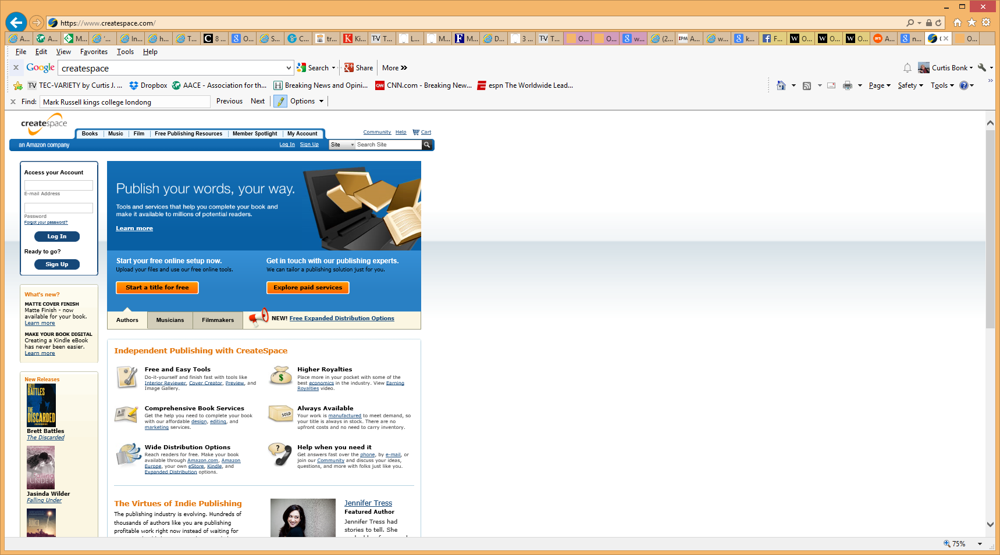 https://www.createspace.com/
A... A... M... '... In... h... T... 8 ... O... S... C... tr... Ki... T... L... M... M... D... 3 ... T... O... O... w... (2... A... w... k... F... O... O... O... A... n... O...
File Edit View Favorites Tools Help
x Google createspace Search Share More » Curtis Bonk
TEC-VARIETY by Curtis J. ... Dropbox AACE - Association for th... Breaking News and Opini... CNN.com - Breaking New... espn The Worldwide Lead... Page Safety Tools
x Find: Mark Russell kings college londong Previous Next Options
createspace
Books Music Film Free Publishing Resources Member Spotlight My Account Community Help Cart
an Amazon company Log In Sign Up Site Search Site
Access your Account
E-mail Address
Password
Forgot your password?
Log In
Ready to go?
Sign Up
What's new?
MATTE COVER FINISH
Matte Finish - now
available for your book.
Learn more
MAKE YOUR BOOK DIGITAL
Creating a Kindle eBook
has never been easier.
Learn more
New Releases
BRETT
BATTLES
THE
DISCARDED
Brett Battles
The Discarded
Falling
UNDER
Jasinda Wilder
Falling Under
Publish your words, your way.
Tools and services that help you complete your book and
make it available to millions of potential readers.
Learn more
Start your free online setup now.
Upload your files and use our free online tools.
Start a title for free
Get in touch with our publishing experts.
We can tailor a publishing solution just for you.
Explore paid services
Authors Musicians Filmmakers NEW! Free Expanded Distribution Options
Independent Publishing with CreateSpace
Free and Easy Tools
Do-it-yourself and finish fast with tools like
Interior Reviewer, Cover Creator, Preview, and
Image Gallery.
Higher Royalties
Place more in your pocket with some of the
best economics in the industry. View Earning
Royalties video.
Comprehensive Book Services
Get the help you need to complete your book
with our affordable design, editing, and
marketing services.
SOLD
Always Available
Your work is manufactured to meet demand, so
your title is always in stock. There are no
upfront costs and no need to carry inventory.
Wide Distribution Options
Reach readers for free. Make your book
available through Amazon.com, Amazon
Europe, your own eStore, Kindle, and
Expanded Distribution options.
Help when you need it
Get answers fast over the phone, by e-mail, or
join our Community and discuss your ideas,
questions, and more with folks just like you.
The Virtues of Indie Publishing
The publishing industry is evolving. Hundreds of
thousands of authors like you are publishing
profitable work right now instead of waiting for
Jennifer Tress
Featured Author
Jennifer Tress had
stories to tell. She
75%